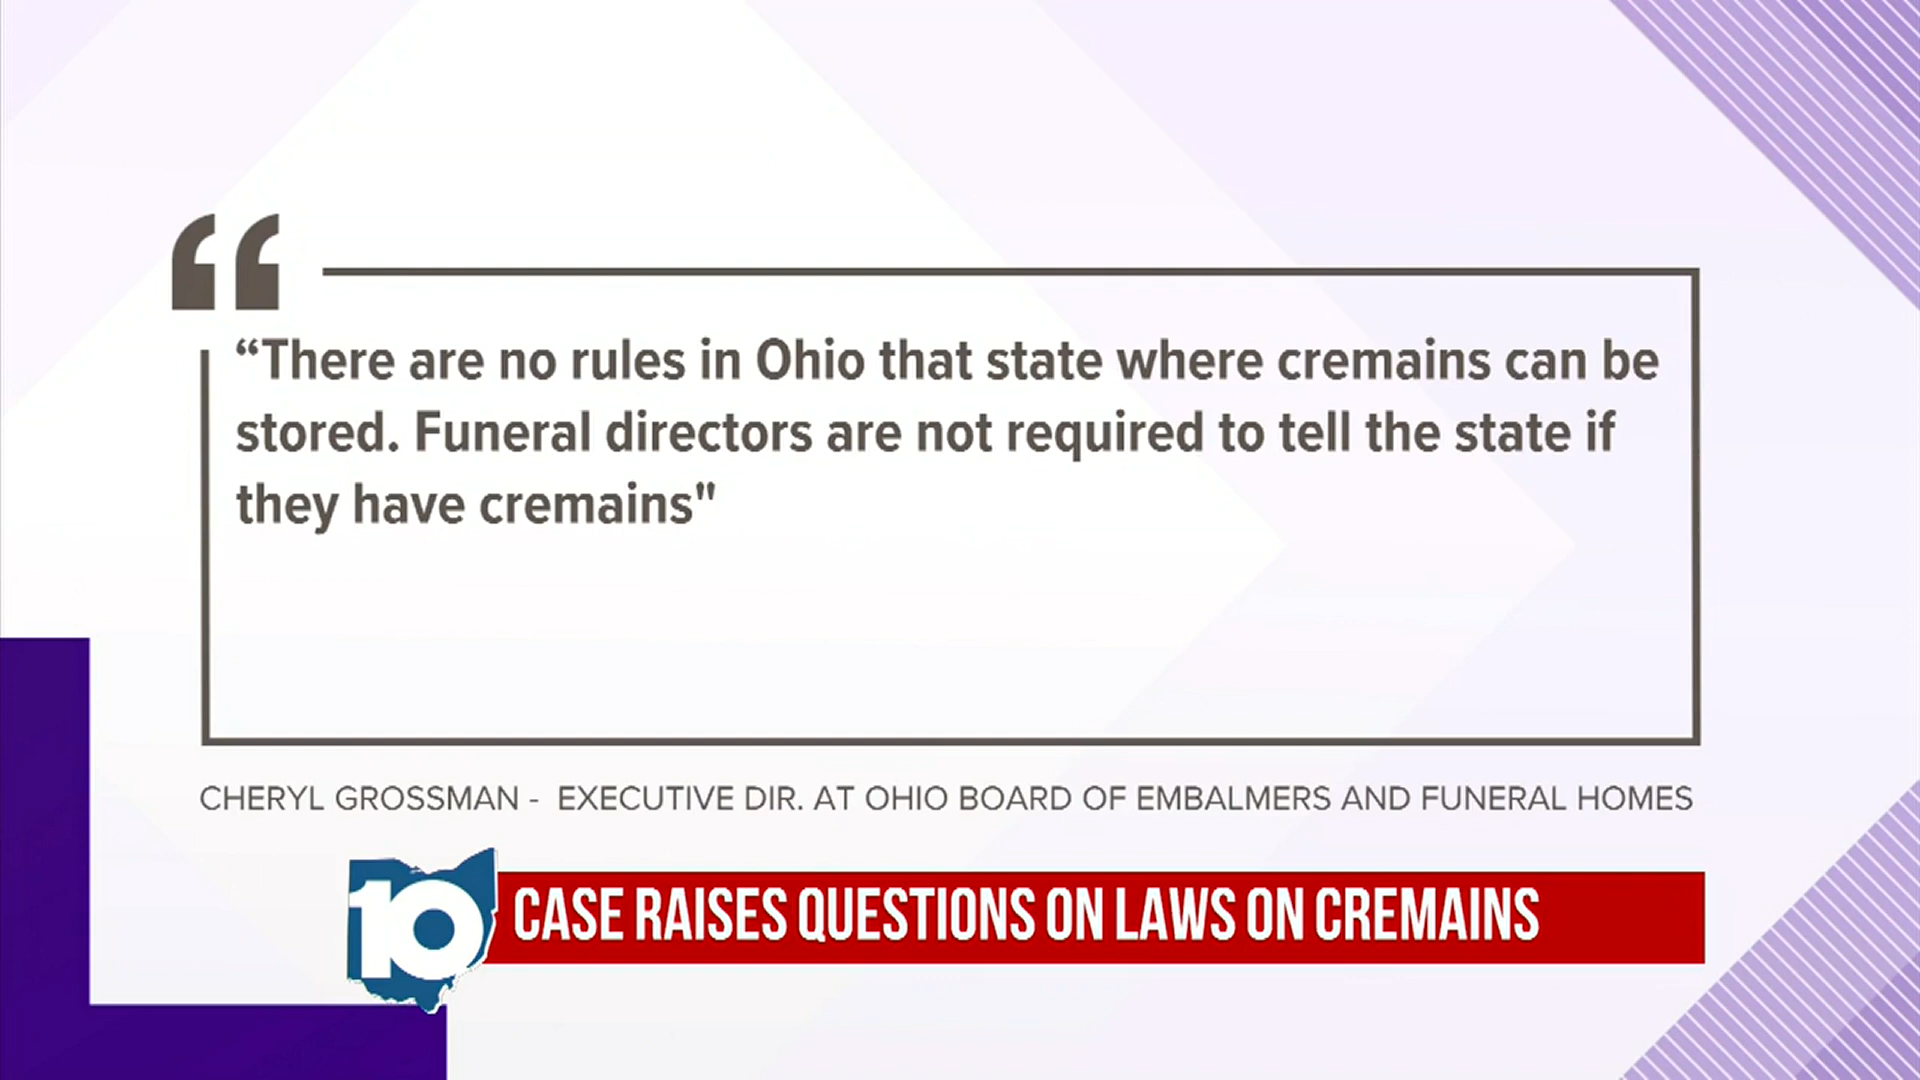 “
“There are no rules in Ohio that state where cremains can be
stored. Funeral directors are not required to tell the state if
they have cremains"
CHERYL GROSSMAN - EXECUTIVE DIR. AT OHIO BOARD OF EMBALMERS AND FUNERAL HOMES
10
CASE RAISES QUESTIONS ON LAWS ON CREMAINS